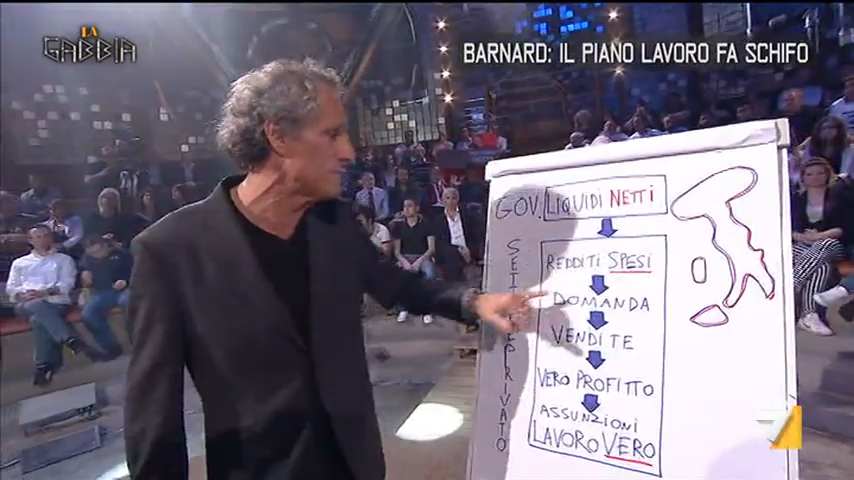 LA
GABBIA
BARNARD: IL PIANO LAVORO FA SCHIFO
GOV. LIQUIDI NETTI
SETTORE PRIVATO
REDDITI SPESI
DOMANDA
VENDITE
VERO PROFITTO
ASSUNZIONI
LAVORO VERO
7